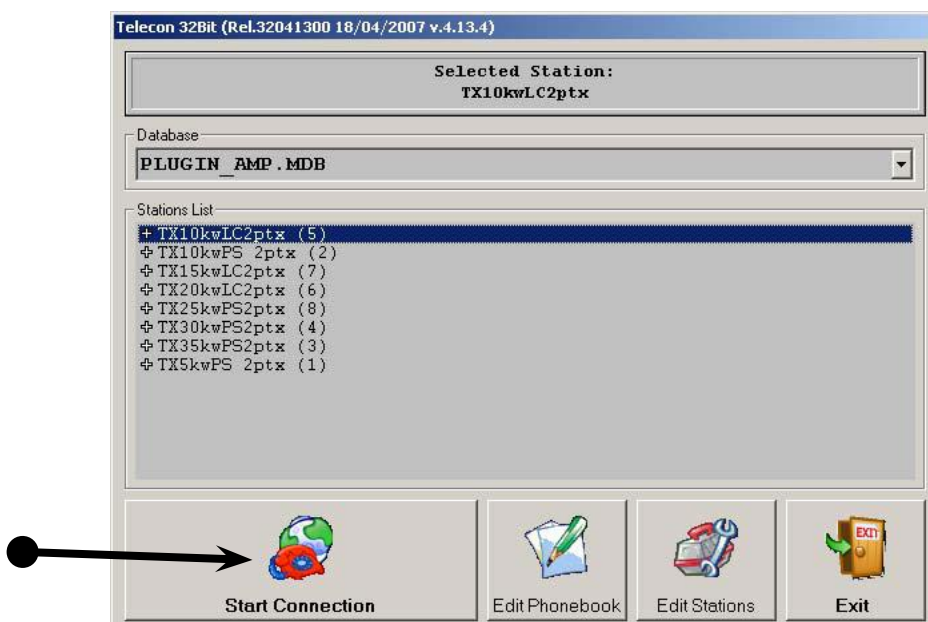 Telecon 32Bit (Rel.32041300 18/04/2007 v.4.13.4)
Selected Station:
TX10kwLC2ptx
Database
PLUGIN_AMP.MDB
Stations List
TX10kwLC2ptx (5)
TX10kwPS 2ptx (2)
TX15kwLC2ptx (7)
TX20kwLC2ptx (6)
TX25kwPS2ptx (8)
TX30kwPS2ptx (4)
TX35kwPS2ptx (3)
TX5kwPS 2ptx (1)
EXIT
Start Connection Edit Phonebook Edit Stations Exit